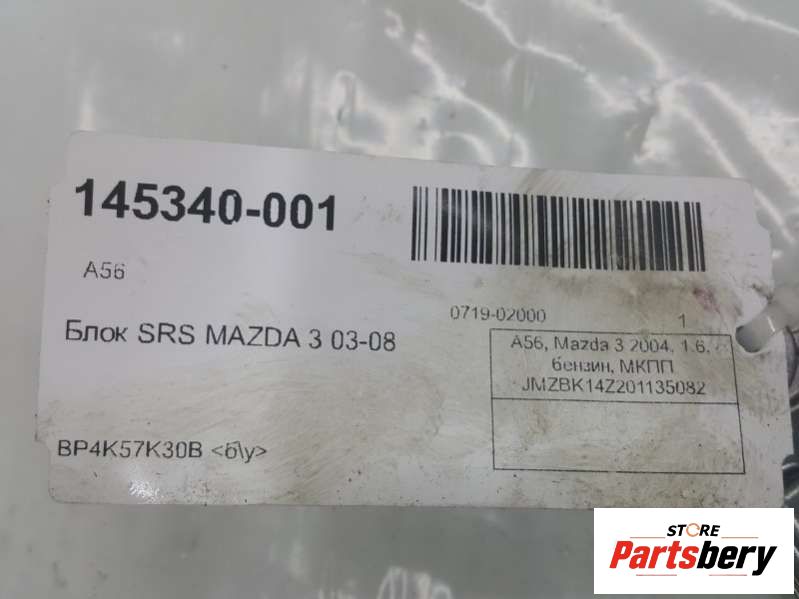 145340-001
A56
Блок SRS MAZDA 3 03-08
0719-02000 1
A56, Mazda 3 2004, 1.6,
бензин, МКПП
JMZBK14Z201135082
BP4K57K30B <б\у>
STORE
Partsbery